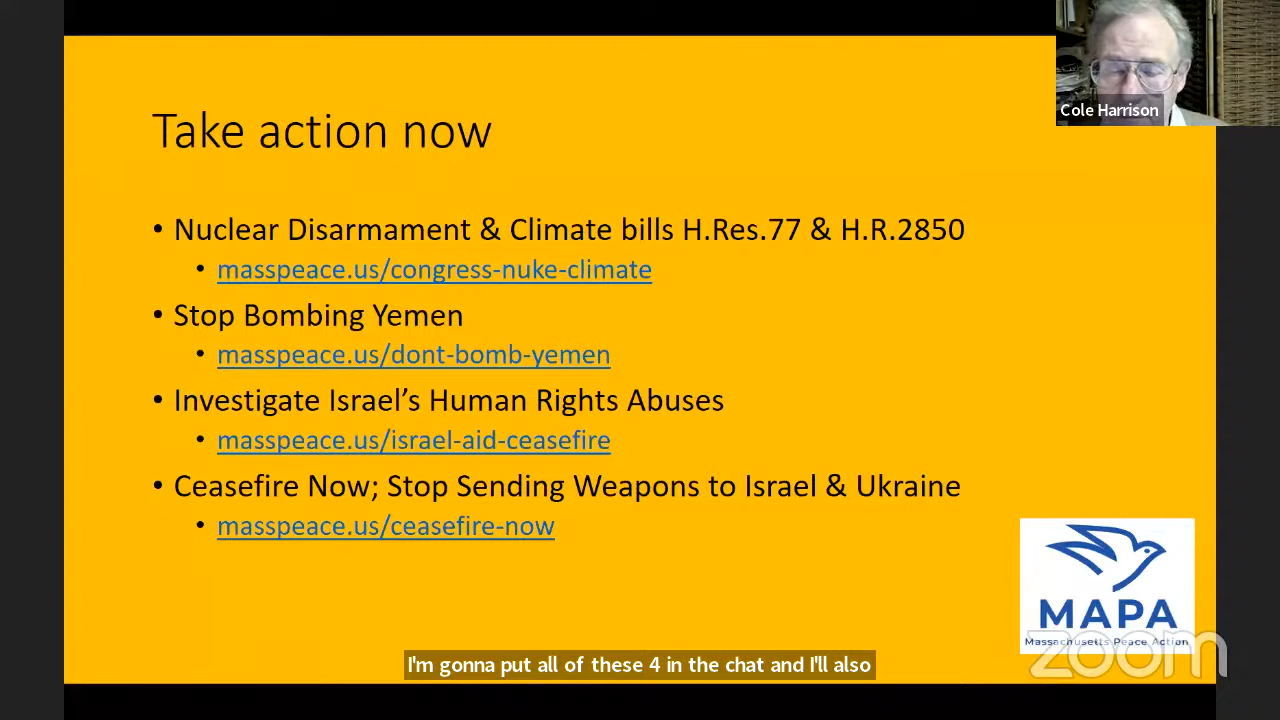 Cole Harrison
Take action now
• Nuclear Disarmament & Climate bills H.Res.77 & H.R.2850
• masspeace.us/congress-nuke-climate
• Stop Bombing Yemen
• masspeace.us/dont-bomb-yemen
• Investigate Israel’s Human Rights Abuses
• masspeace.us/israel-aid-ceasefire
• Ceasefire Now; Stop Sending Weapons to Israel & Ukraine
• masspeace.us/ceasefire-now
MAPA
Massachusetts Peace Action
zoom
I'm gonna put all of these 4 in the chat and I'll also